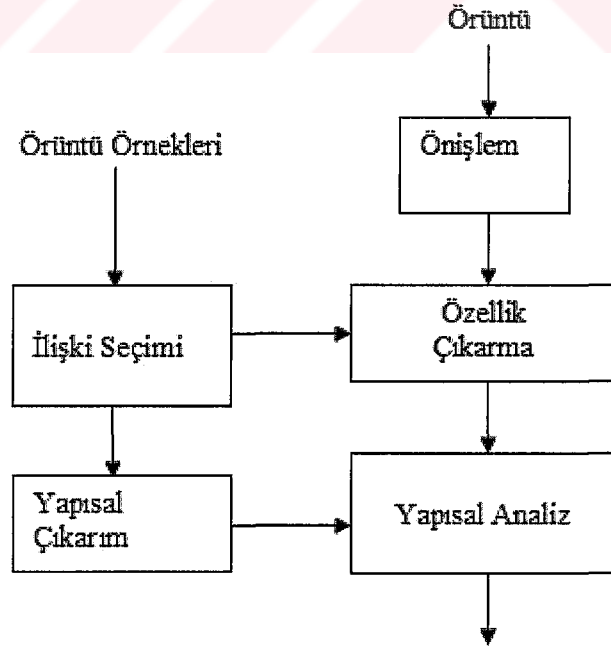 Örüntü
Önişlem
Örüntü Örnekleri
İlişki Seçimi
Özellik
Çıkarma
Yapısal
Çıkarım
Yapısal Analiz